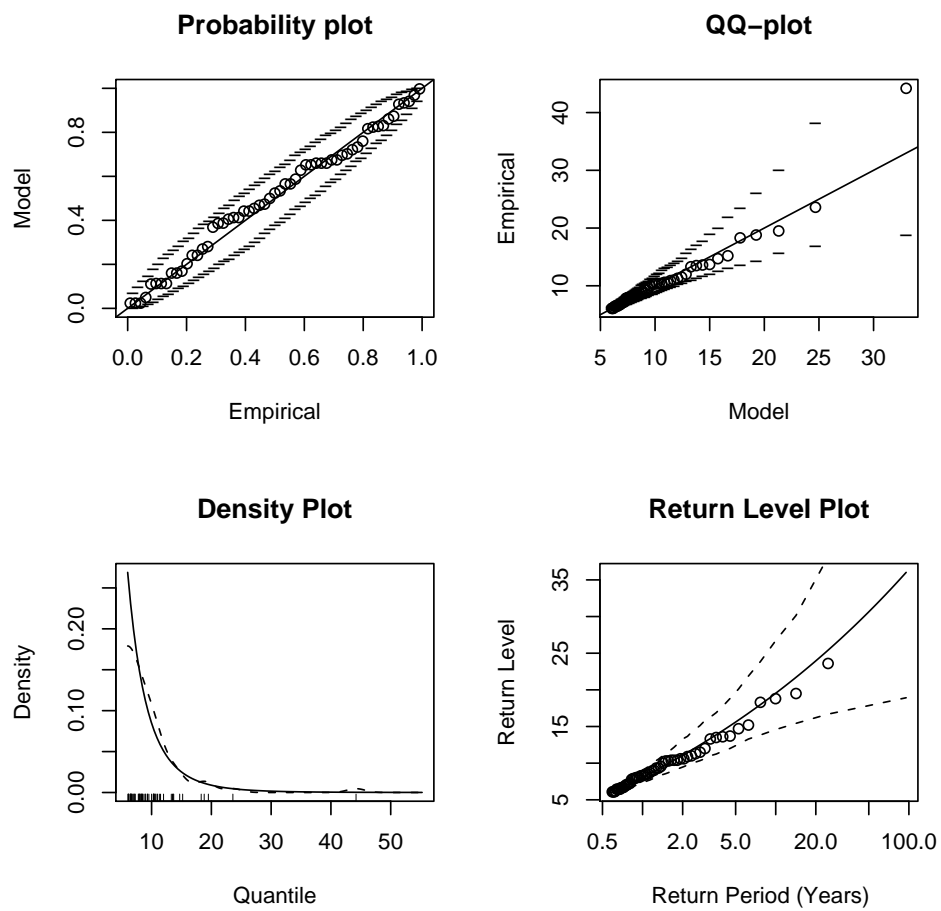 Probability plot
Model
0.0 0.4 0.8
0.0 0.2 0.4 0.6 0.8 1.0
Empirical
QQ−plot
Empirical
10 20 30 40
5 10 15 20 25 30
Model
Density Plot
Density
0.00 0.10 0.20
10 20 30 40 50
Quantile
Return Level Plot
Return Level
5 15 25 35
0.5 2.0 5.0 20.0 100.0
Return Period (Years)